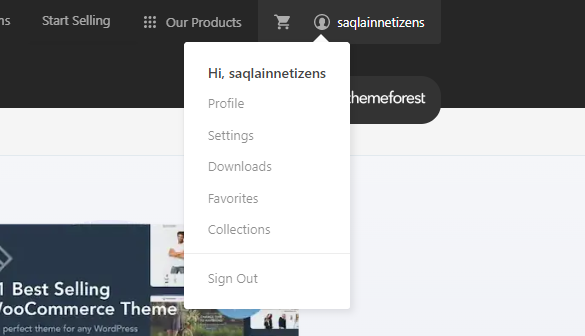 Start Selling
Our Products
saqlainnetizens
Hi, saqlainnetizens
Profile
themeforest
Settings
Downloads
Favorites
Collections
Sign Out
1 Best Selling
WooCommerce Theme
perfect theme for any WordPress